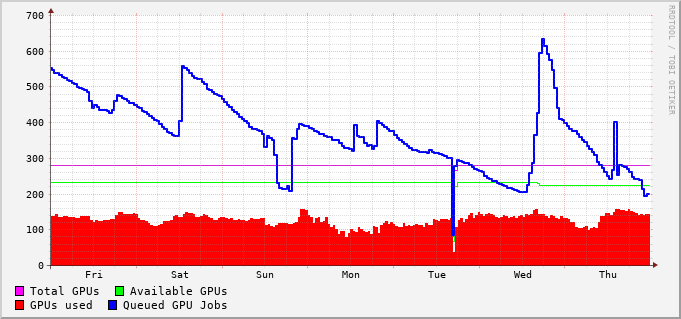 700
600
500
400
300
200
100
0
Fri Sat Sun Mon Tue Wed Thu
Total GPUs Available GPUs
GPUs used Queued GPU Jobs
RRDTOOL / TOBI OETIKER